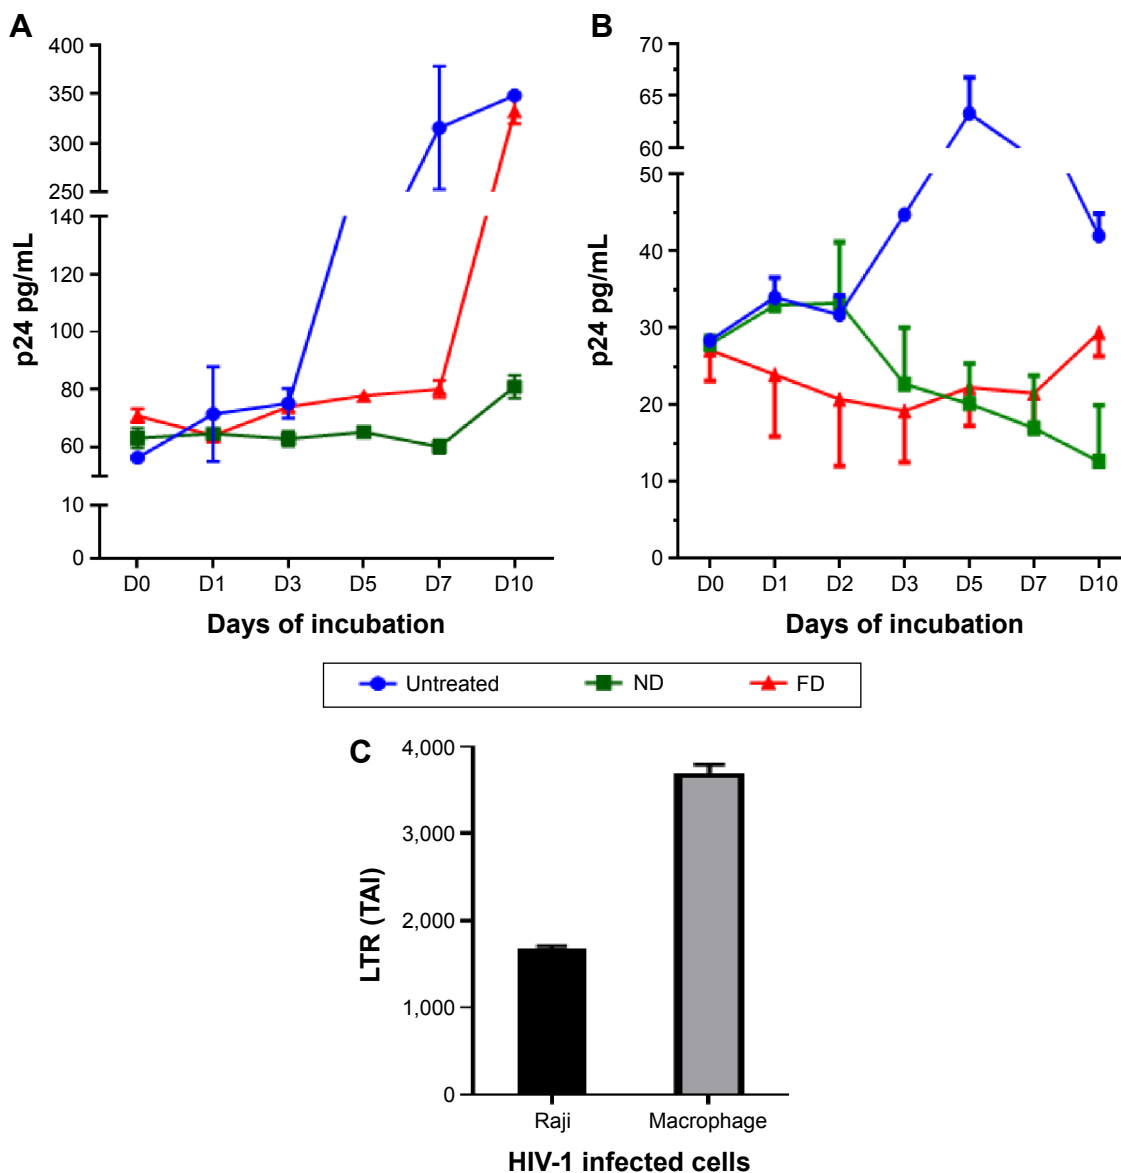 A
400
350
300
250
140
120
100
80
60
10
0
p24 pg/mL
D0 D1 D3 D5 D7 D10
Days of incubation
B
70
65
60
50
40
30
20
10
0
p24 pg/mL
D0 D1 D2 D3 D5 D7 D10
Days of incubation
Untreated ND FD
C
4,000
3,000
2,000
1,000
0
LTR (TAI)
Raji Macrophage
HIV-1 infected cells